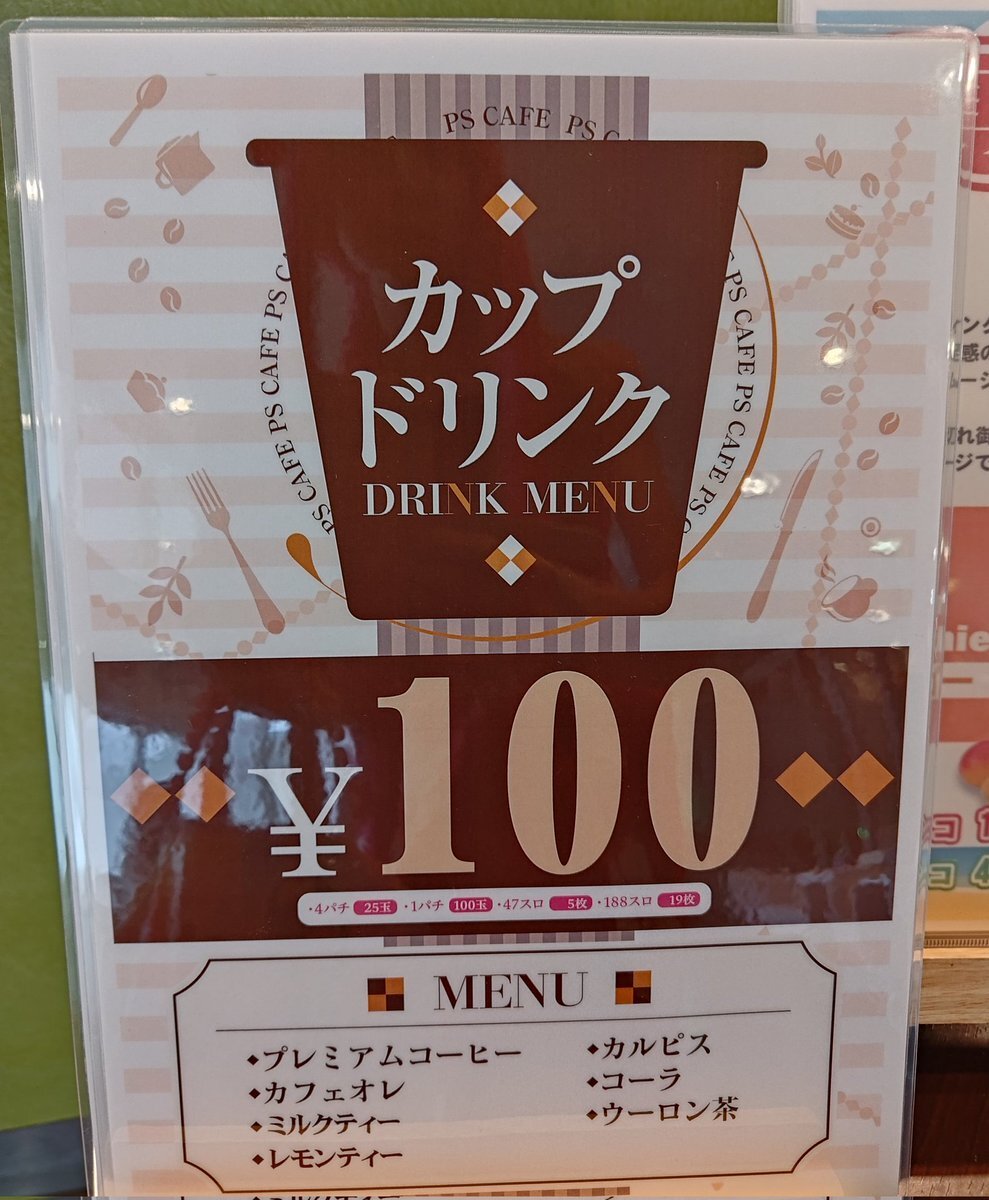 PS CAFE PS C
PS CAFE PS CAFE PS C
PS CAFE PS CAFE PS C
カップ
ドリンク
DRINK MENU
¥100
・4パチ 25玉 ・1パチ 100玉 ・47スロ 5枚 ・188スロ 19枚
MENU
◆プレミアムコーヒー
◆カフェオレ
◆ミルクティー
◆レモンティー
◆カルピス
◆コーラ
◆ウーロン茶